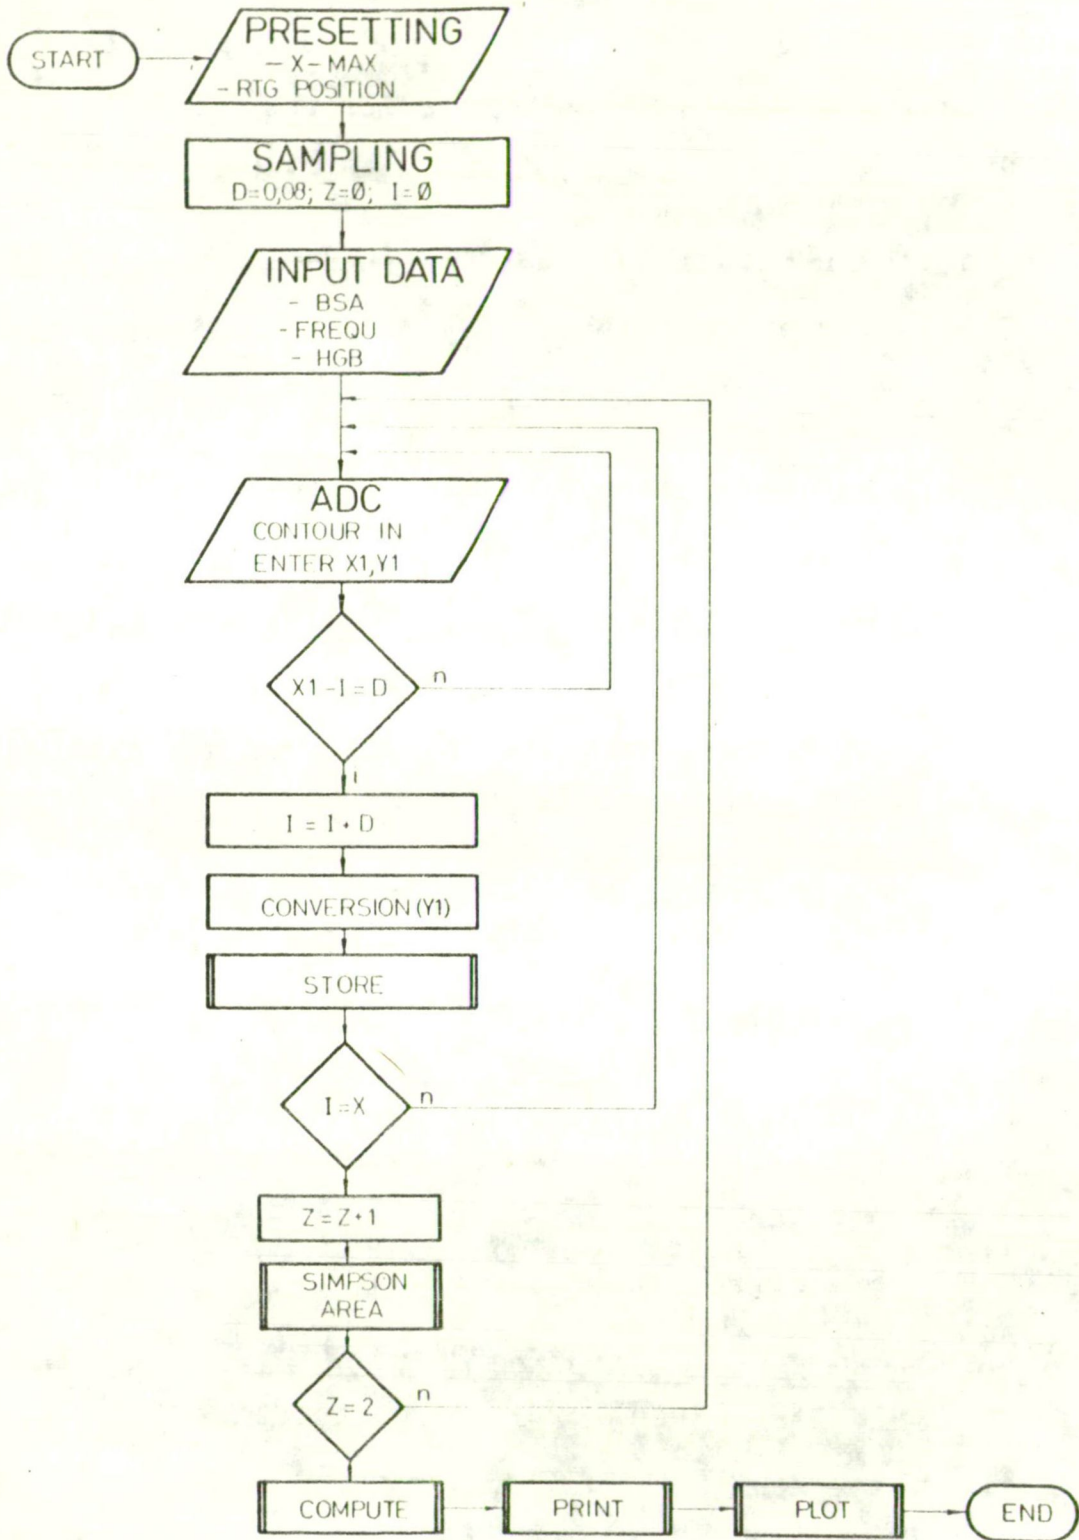 START
PRESETTING
- X-MAX
- RTG POSITION
SAMPLING
D=0,08; Z=Ø; I=Ø
INPUT DATA
- BSA
- FREQU
- HGB
ADC
CONTOUR IN
ENTER X1,Y1
X1-I=D
n
i
I = I + D
CONVERSION(Y1)
STORE
I=X
n
Z=Z+1
SIMPSON
AREA
Z=2
n
COMPUTE
PRINT
PLOT
END